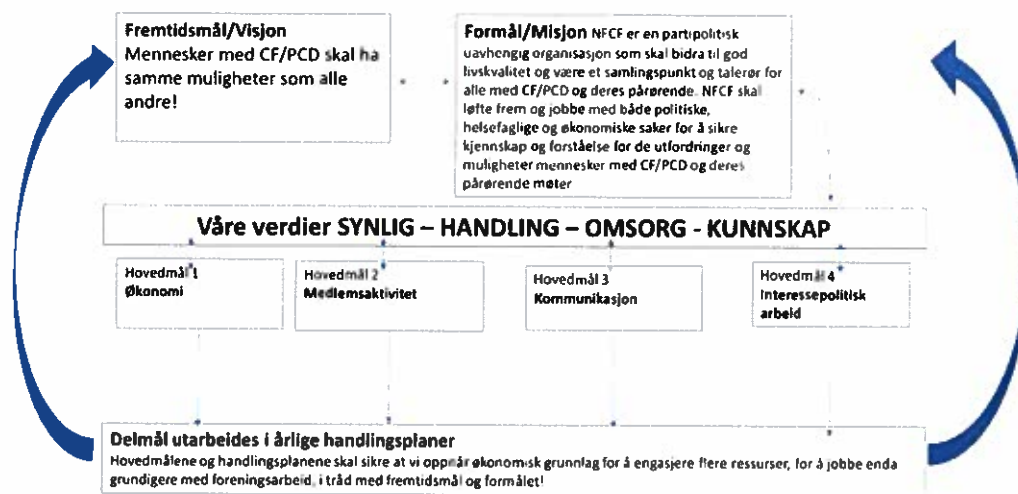 Fremtidsmål/Visjon
Mennesker med CF/PCD skal ha
samme muligheter som alle
andre!
Formål/Misjon NFCF er en partipolitisk
uavhengig organisasjon som skal bidra til god
livskvalitet og være et samlingspunkt og talerør for
alle med CF/PCD og deres pårørende. NFCF skal
løfte frem og jobbe med både politiske,
helsefaglige og økonomiske saker for å sikre
kjennskap og forståelse for de utfordringer og
muligheter mennesker med CF/PCD og deres
pårørende møter
Våre verdier SYNLIG – HANDLING – OMSORG - KUNNSKAP
Hovedmål 1
Økonomi
Hovedmål 2
Medlemsaktivitet
Hovedmål 3
Kommunikasjon
Hovedmål 4
Interessepolitisk
arbeid
Delmål utarbeides i årlige handlingsplaner
Hovedmålene og handlingsplanene skal sikre at vi oppnår økonomisk grunnlag for å engasjere flere ressurser, for å jobbe enda
grundigere med foreningsarbeid, i tråd med fremtidsmål og formålet!